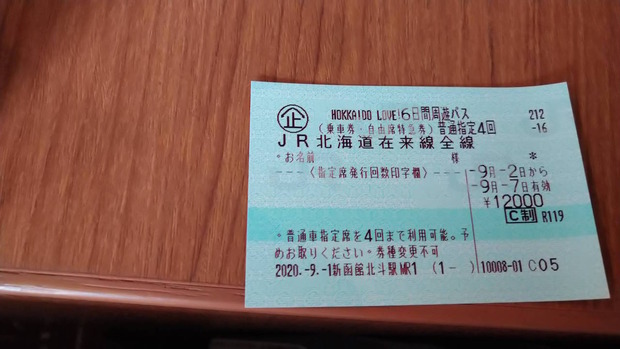 企 HOKKAIDO LOVE!6日間周遊パス 212
(乗車券・自由席特急券)普通指定4回 -16
JR北海道在来線全線
*お名前 様 *
---〈指定席発行回数印字欄〉--- -9月-2日から
-9月-7日有効
¥12000
C制 R119
*普通車指定席を4回まで利用可能。予
めお取りください*券種変更不可
2020.-9.-1新函館北斗駅MR1 (1-) 10008-01 C05